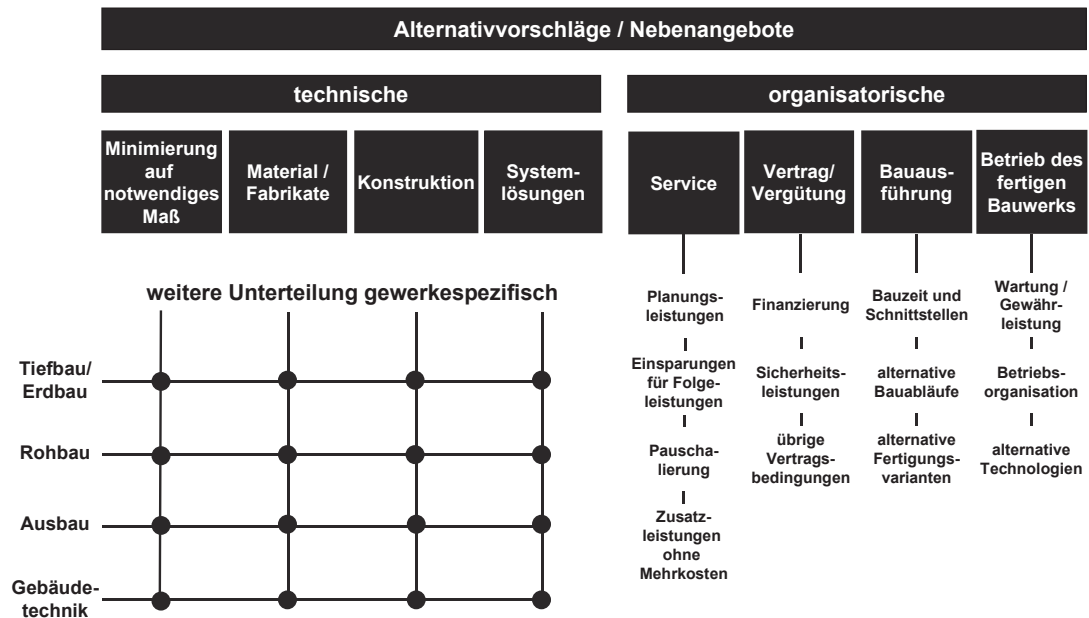 Alternativvorschläge / Nebenangebote
technische
organisatorische
Minimierung
auf
notwendiges
Maß
Material /
Fabrikate
Konstruktion
System-
lösungen
Service
Vertrag/
Vergütung
Bauaus-
führung
Betrieb des
fertigen
Bauwerks
weitere Unterteilung gewerkespezifisch
Tiefbau/
Erdbau
Rohbau
Ausbau
Gebäude-
technik
Planungs-
leistungen
Einsparungen
für Folge-
leistungen
Pauscha-
lierung
Zusatz-
leistungen
ohne
Mehrkosten
Finanzierung
Sicherheits-
leistungen
übrige
Vertrags-
bedingungen
Bauzeit und
Schnittstellen
alternative
Bauabläufe
alternative
Fertigungs-
varianten
Wartung /
Gewähr-
leistung
Betriebs-
organisation
alternative
Technologien